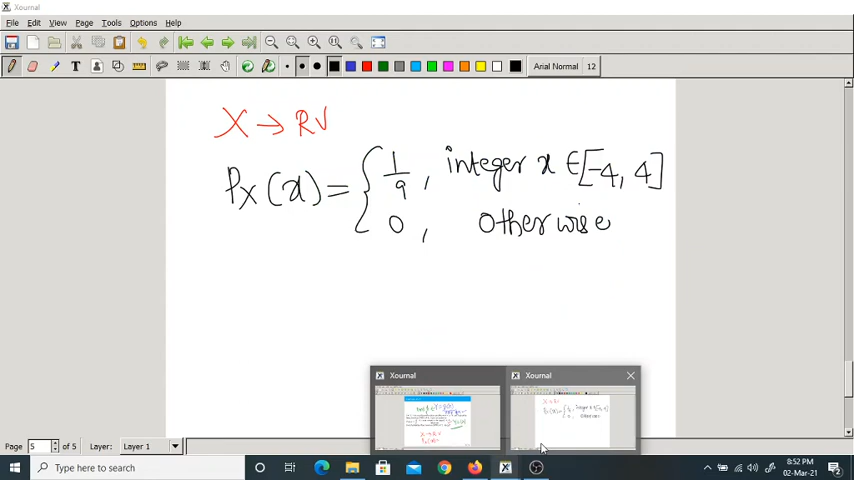 Xournal
File Edit View Page Tools Options Help
Arial Normal 12
X → RV
Px(x) = { 1/9 , integer x ∈ [-4, 4]
0 , Otherwise
Xournal
Xournal
Page 5 of 5 Layer: Layer 1
Type here to search
8:52 PM
02-Mar-21